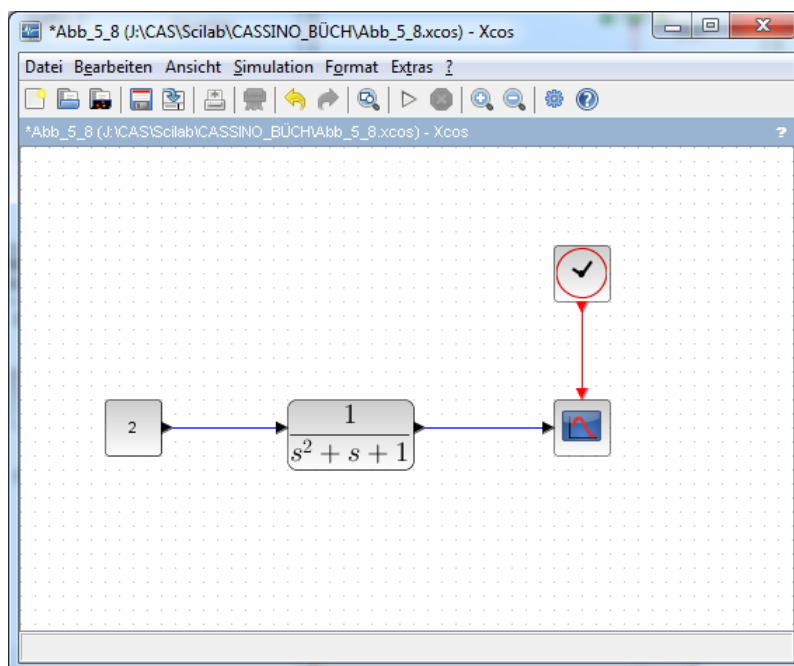 *Abb_5_8 (J:\CAS\Scilab\CASSINO_BÜCH\Abb_5_8.xcos) - Xcos
Datei Bearbeiten Ansicht Simulation Format Extras ?
*Abb_5_8 (J:\CAS\Scilab\CASSINO_BÜCH\Abb_5_8.xcos) - Xcos ?
2
1
s² + s + 1